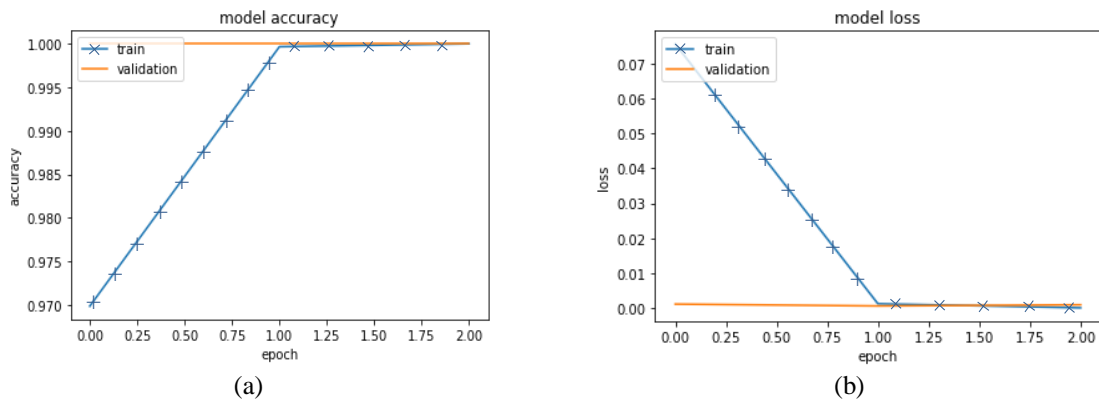 model accuracy
1.000
0.995
0.990
0.985
0.980
0.975
0.970
accuracy
train
validation
0.00 0.25 0.50 0.75 1.00 1.25 1.50 1.75 2.00
epoch
(a)
model loss
0.07
0.06
0.05
0.04
0.03
0.02
0.01
0.00
loss
train
validation
0.00 0.25 0.50 0.75 1.00 1.25 1.50 1.75 2.00
epoch
(b)